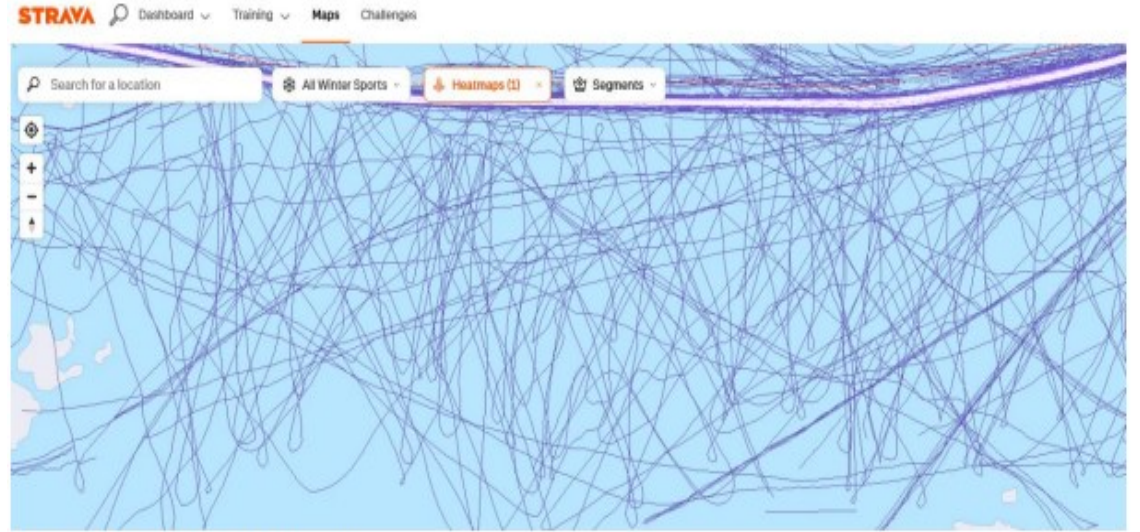 STRAVA Dashboard Training Maps Challenges
Search for a location All Winter Sports Heatmaps (1) × Segments
+
−